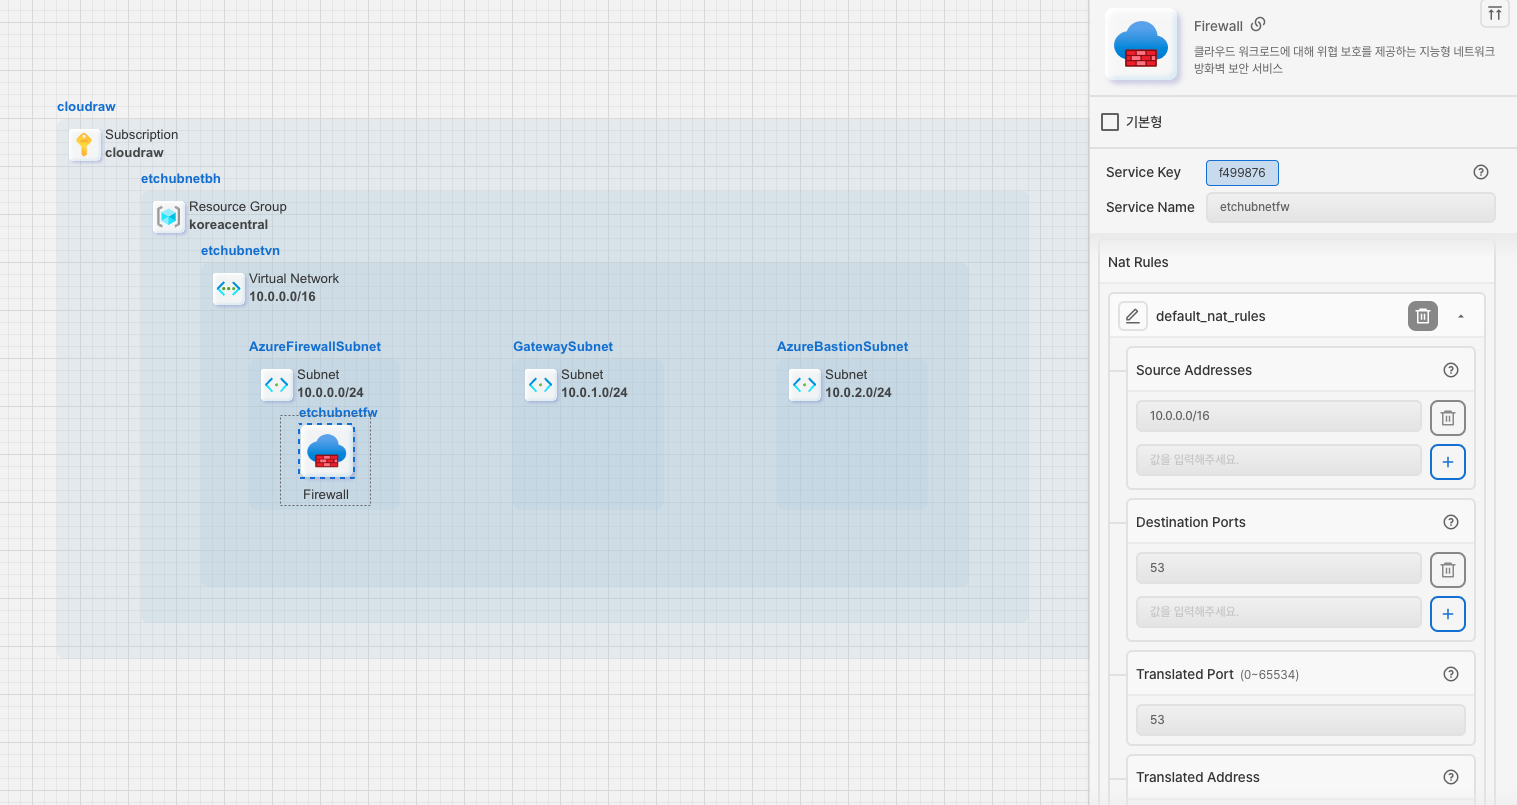 cloudraw
Subscription
cloudraw
etchubnetbh
Resource Group
koreacentral
etchubnetvn
Virtual Network
10.0.0.0/16
AzureFirewallSubnet
Subnet
10.0.0.0/24
etchubnetfw
Firewall
GatewaySubnet
Subnet
10.0.1.0/24
AzureBastionSubnet
Subnet
10.0.2.0/24
Firewall
클라우드 워크로드에 대해 위협 보호를 제공하는 지능형 네트워크
방화벽 보안 서비스
기본형
Service Key
f499876
Service Name
etchubnetfw
Nat Rules
default_nat_rules
Source Addresses
10.0.0.0/16
값을 입력해주세요.
Destination Ports
53
값을 입력해주세요.
Translated Port (0~65534)
53
Translated Address